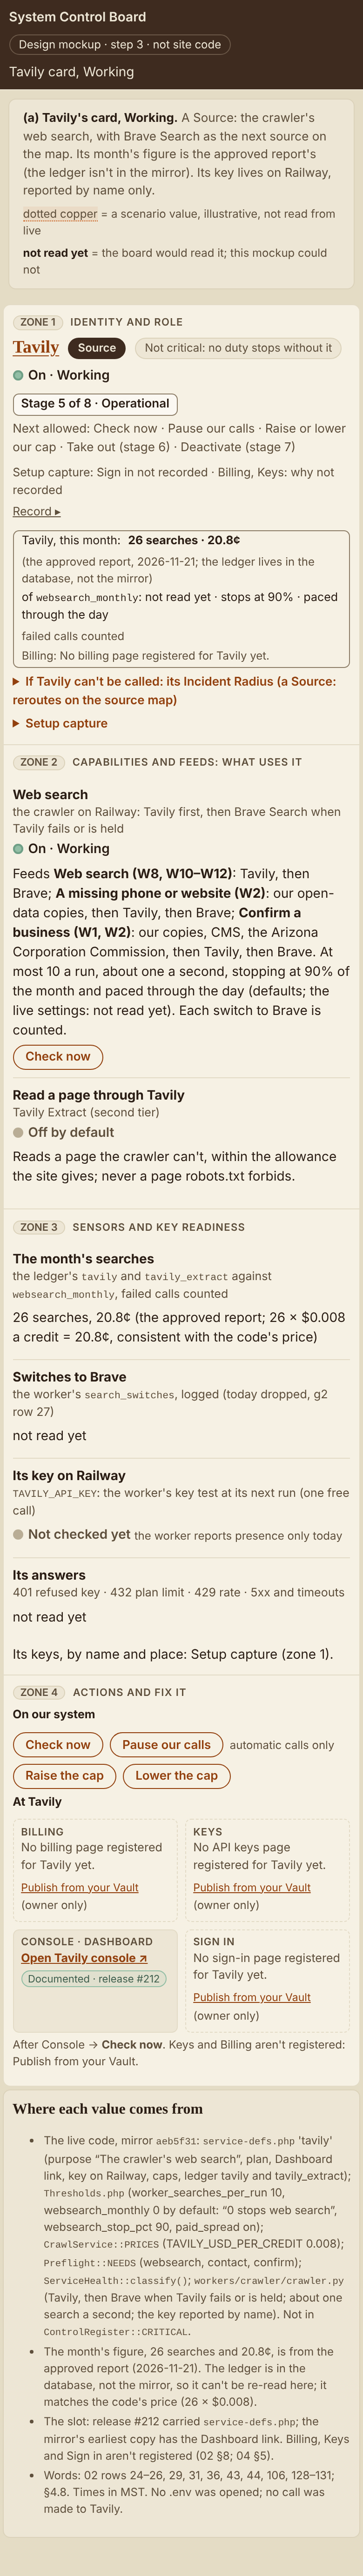 System Control Board
Design mockup · step 3 · not site code
Tavily card, Working
(a) Tavily's card, Working. A Source: the crawler's
web search, with Brave Search as the next source on
the map. Its month's figure is the approved report's
(the ledger isn't in the mirror). Its key lives on Railway,
reported by name only.
dotted copper = a scenario value, illustrative, not read from
live
not read yet = the board would read it; this mockup could
not
ZONE 1 IDENTITY AND ROLE
Tavily Source Not critical: no duty stops without it
On · Working
Stage 5 of 8 · Operational
Next allowed: Check now · Pause our calls · Raise or lower
our cap · Take out (stage 6) · Deactivate (stage 7)
Setup capture: Sign in not recorded · Billing, Keys: why not
recorded
Record ▸
Tavily, this month: 26 searches · 20.8¢
(the approved report, 2026-11-21; the ledger lives in the
database, not the mirror)
of websearch_monthly: not read yet · stops at 90% · paced
through the day
failed calls counted
Billing: No billing page registered for Tavily yet.
▶ If Tavily can't be called: its Incident Radius (a Source:
reroutes on the source map)
▶ Setup capture
ZONE 2 CAPABILITIES AND FEEDS: WHAT USES IT
Web search
the crawler on Railway: Tavily first, then Brave Search when
Tavily fails or is held
On · Working
Feeds Web search (W8, W10–W12): Tavily, then
Brave; A missing phone or website (W2): our open-
data copies, then Tavily, then Brave; Confirm a
business (W1, W2): our copies, CMS, the Arizona
Corporation Commission, then Tavily, then Brave. At
most 10 a run, about one a second, stopping at 90% of
the month and paced through the day (defaults; the
live settings: not read yet). Each switch to Brave is
counted.
Check now
Read a page through Tavily
Tavily Extract (second tier)
Off by default
Reads a page the crawler can't, within the allowance
the site gives; never a page robots.txt forbids.
ZONE 3 SENSORS AND KEY READINESS
The month's searches
the ledger's tavily and tavily_extract against
websearch_monthly, failed calls counted
26 searches, 20.8¢ (the approved report; 26 × $0.008
a credit = 20.8¢, consistent with the code's price)
Switches to Brave
the worker's search_switches, logged (today dropped, g2
row 27)
not read yet
Its key on Railway
TAVILY_API_KEY: the worker's key test at its next run (one free
call)
Not checked yet the worker reports presence only today
Its answers
401 refused key · 432 plan limit · 429 rate · 5xx and timeouts
not read yet
Its keys, by name and place: Setup capture (zone 1).
ZONE 4 ACTIONS AND FIX IT
On our system
Check now Pause our calls automatic calls only
Raise the cap Lower the cap
At Tavily
BILLING
No billing page registered
for Tavily yet.
Publish from your Vault
(owner only)
KEYS
No API keys page
registered for Tavily yet.
Publish from your Vault
(owner only)
CONSOLE · DASHBOARD
Open Tavily console ↗
Documented · release #212
SIGN IN
No sign-in page registered
for Tavily yet.
Publish from your Vault
(owner only)
After Console → Check now. Keys and Billing aren't registered:
Publish from your Vault.
Where each value comes from
• The live code, mirror aeb5f31: service-defs.php 'tavily'
(purpose “The crawler's web search”, plan, Dashboard
link, key on Railway, caps, ledger tavily and tavily_extract);
Thresholds.php (worker_searches_per_run 10,
websearch_monthly 0 by default: “0 stops web search”,
websearch_stop_pct 90, paid_spread on);
CrawlService::PRICES (TAVILY_USD_PER_CREDIT 0.008);
Preflight::NEEDS (websearch, contact, confirm);
ServiceHealth::classify(); workers/crawler/crawler.py
(Tavily, then Brave when Tavily fails or is held; about one
search a second; the key reported by name). Not in
ControlRegister::CRITICAL.
• The month's figure, 26 searches and 20.8¢, is from the
approved report (2026-11-21). The ledger is in the
database, not the mirror, so it can't be re-read here; it
matches the code's price (26 × $0.008).
• The slot: release #212 carried service-defs.php; the
mirror's earliest copy has the Dashboard link. Billing, Keys
and Sign in aren't registered (02 §8; 04 §5).
• Words: 02 rows 24–26, 29, 31, 36, 43, 44, 106, 128–131;
§4.8. Times in MST. No .env was opened; no call was
made to Tavily.